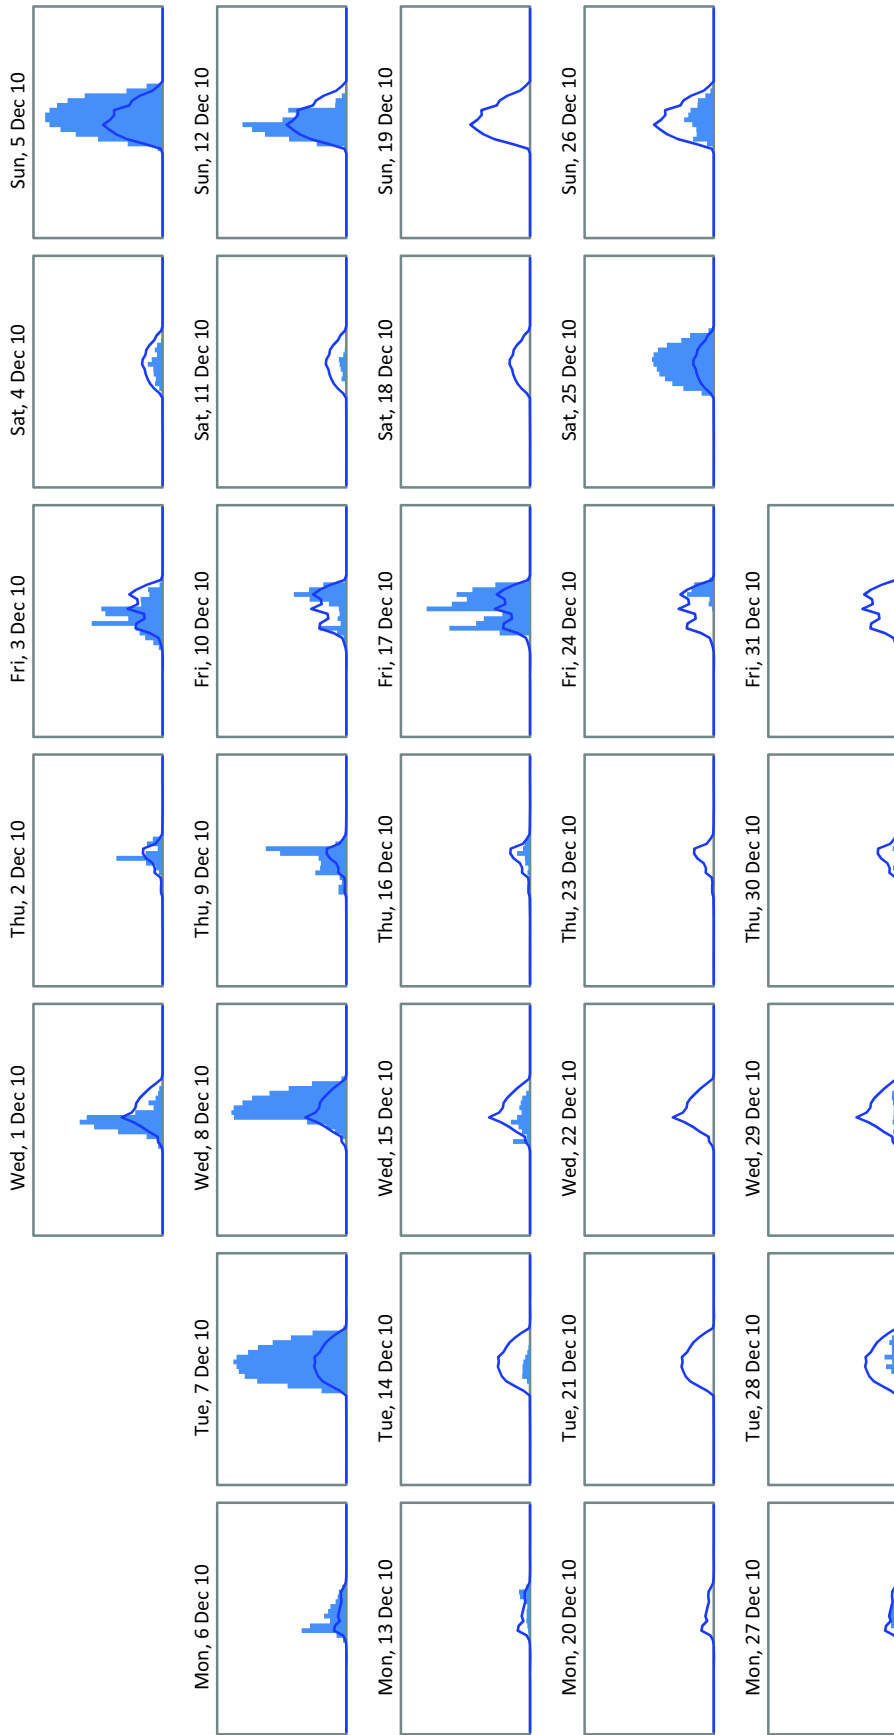 Wed, 1 Dec 10
Thu, 2 Dec 10
Fri, 3 Dec 10
Sat, 4 Dec 10
Sun, 5 Dec 10
Mon, 6 Dec 10
Tue, 7 Dec 10
Wed, 8 Dec 10
Thu, 9 Dec 10
Fri, 10 Dec 10
Sat, 11 Dec 10
Sun, 12 Dec 10
Mon, 13 Dec 10
Tue, 14 Dec 10
Wed, 15 Dec 10
Thu, 16 Dec 10
Fri, 17 Dec 10
Sat, 18 Dec 10
Sun, 19 Dec 10
Mon, 20 Dec 10
Tue, 21 Dec 10
Wed, 22 Dec 10
Thu, 23 Dec 10
Fri, 24 Dec 10
Sat, 25 Dec 10
Sun, 26 Dec 10
Mon, 27 Dec 10
Tue, 28 Dec 10
Wed, 29 Dec 10
Thu, 30 Dec 10
Fri, 31 Dec 10